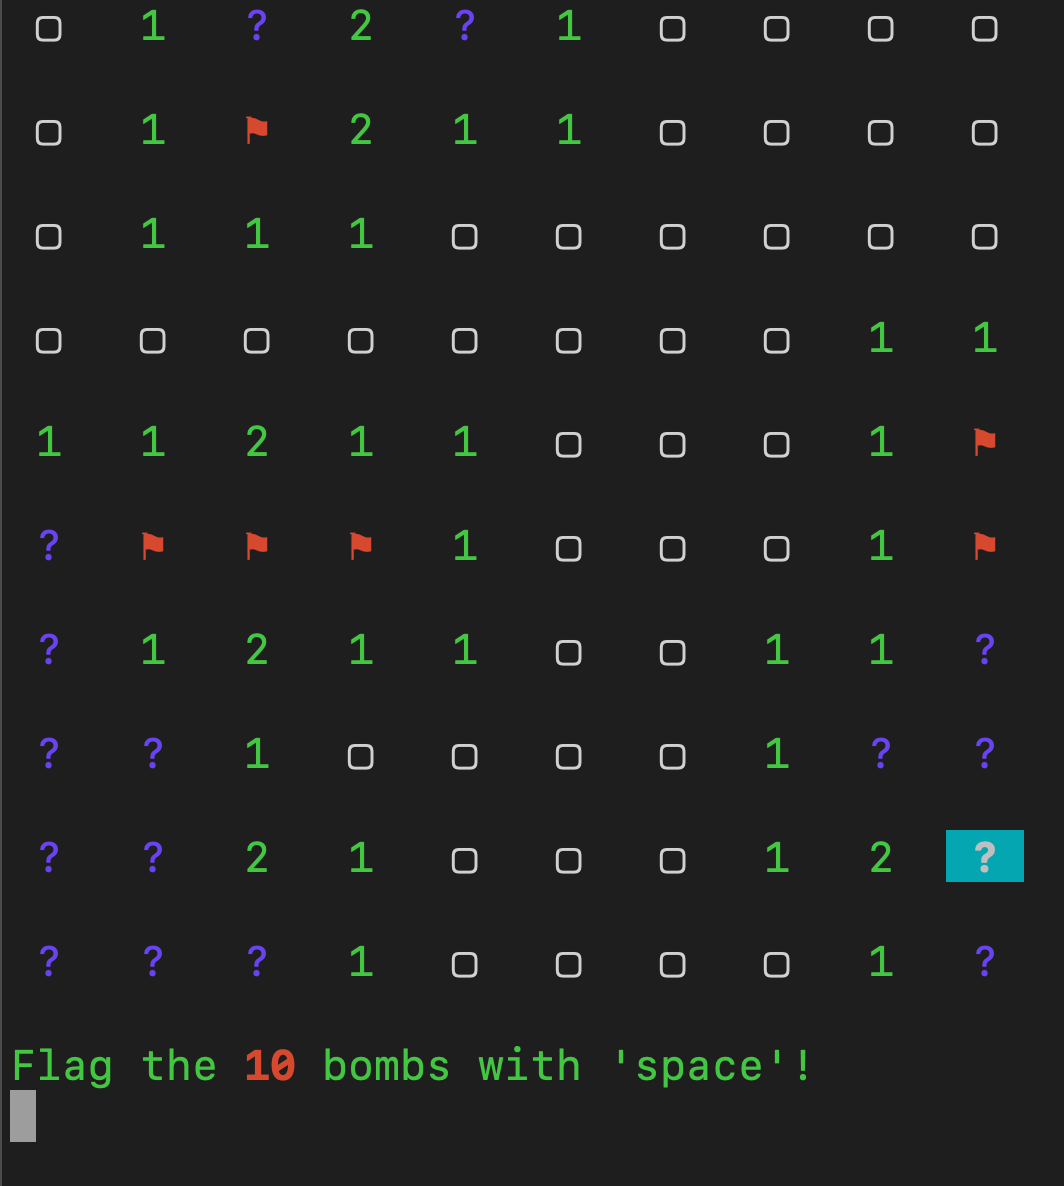 ▢ 1 ? 2 ? 1 ▢ ▢ ▢ ▢
▢ 1 ⚑ 2 1 1 ▢ ▢ ▢ ▢
▢ 1 1 1 ▢ ▢ ▢ ▢ ▢ ▢
▢ ▢ ▢ ▢ ▢ ▢ ▢ ▢ 1 1
1 1 2 1 1 ▢ ▢ ▢ 1 ⚑
? ⚑ ⚑ ⚑ 1 ▢ ▢ ▢ 1 ⚑
? 1 2 1 1 ▢ ▢ 1 1 ?
? ? 1 ▢ ▢ ▢ ▢ 1 ? ?
? ? 2 1 ▢ ▢ ▢ 1 2 ?
? ? ? 1 ▢ ▢ ▢ ▢ 1 ?
Flag the 10 bombs with 'space'!